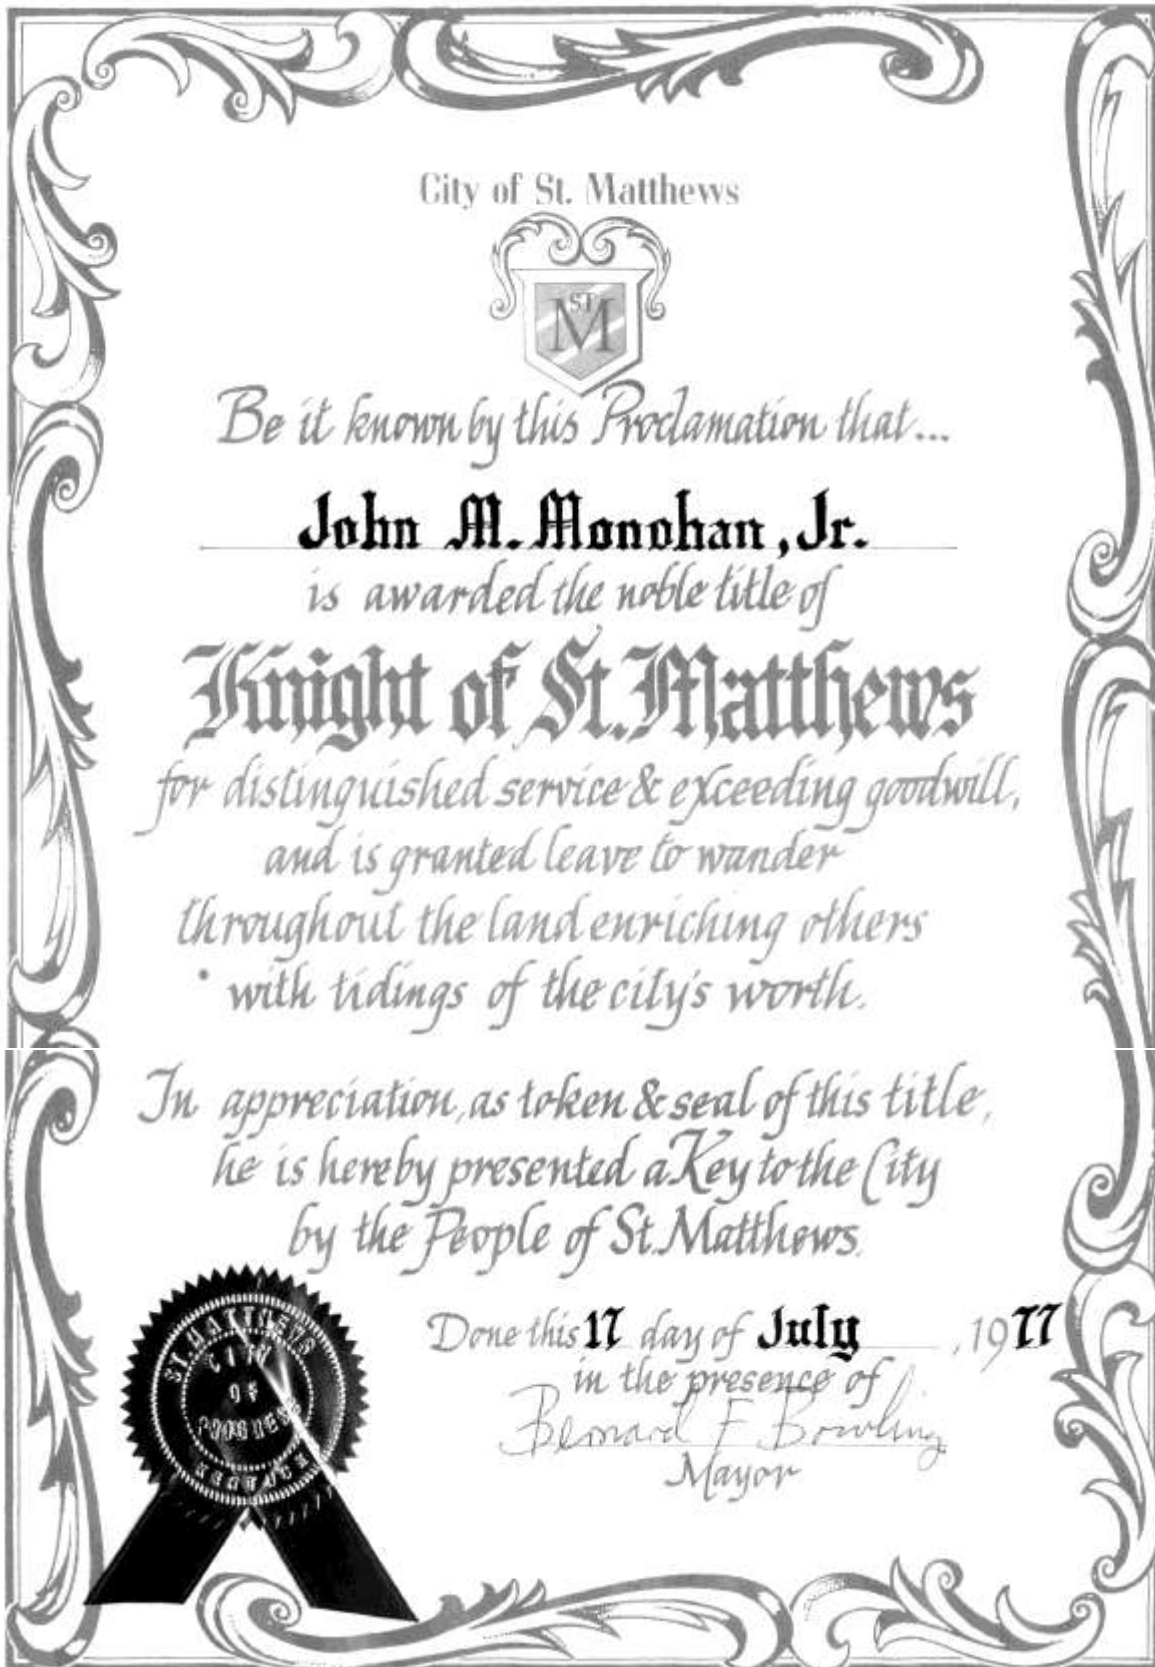 City of St. Matthews
ST
M
Be it known by this Proclamation that...
John M. Monohan, Jr.
is awarded the noble title of
Knight of St. Matthews
for distinguished service & exceeding goodwill,
and is granted leave to wander
throughout the land enriching others
with tidings of the city's worth.
In appreciation, as token & seal of this title,
he is hereby presented a Key to the City
by the People of St. Matthews.
Done this 17 day of July, 1977
in the presence of
Bernard F Bowling
Mayor
ST. MATTHEWS
CITY
OF
PROGRESS
KENTUCKY